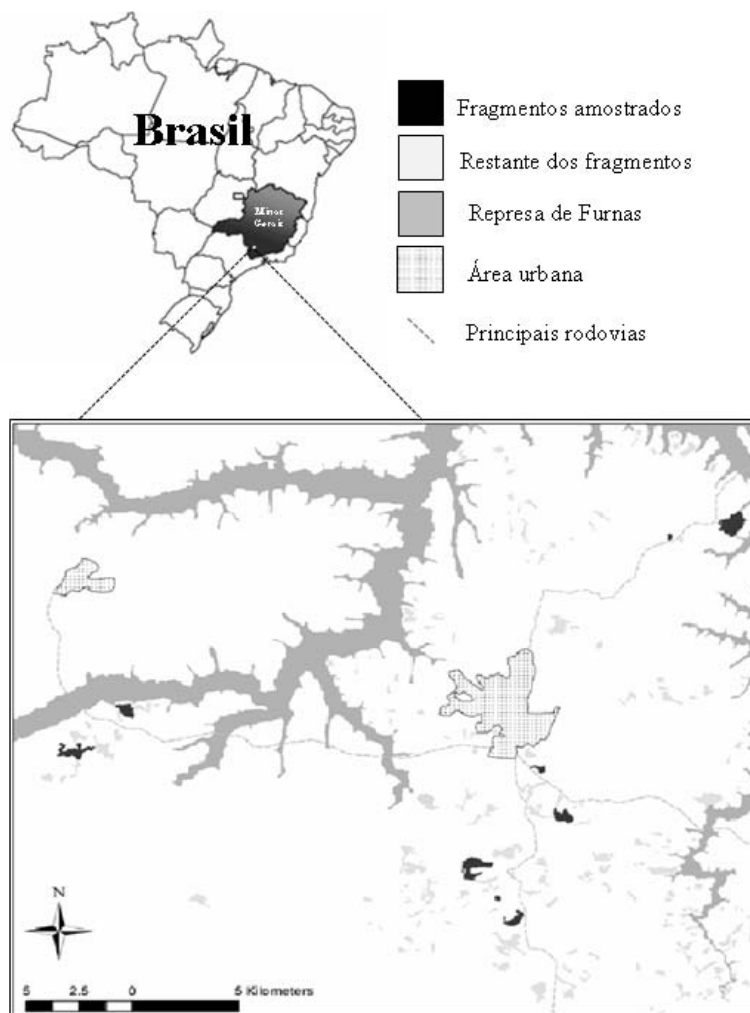 Brasil
Minas
Gerais
Fragmentos amostrados
Restante dos fragmentos
Represa de Furnas
Área urbana
Principais rodovias
N
5 2.5 0 5 Kilometers